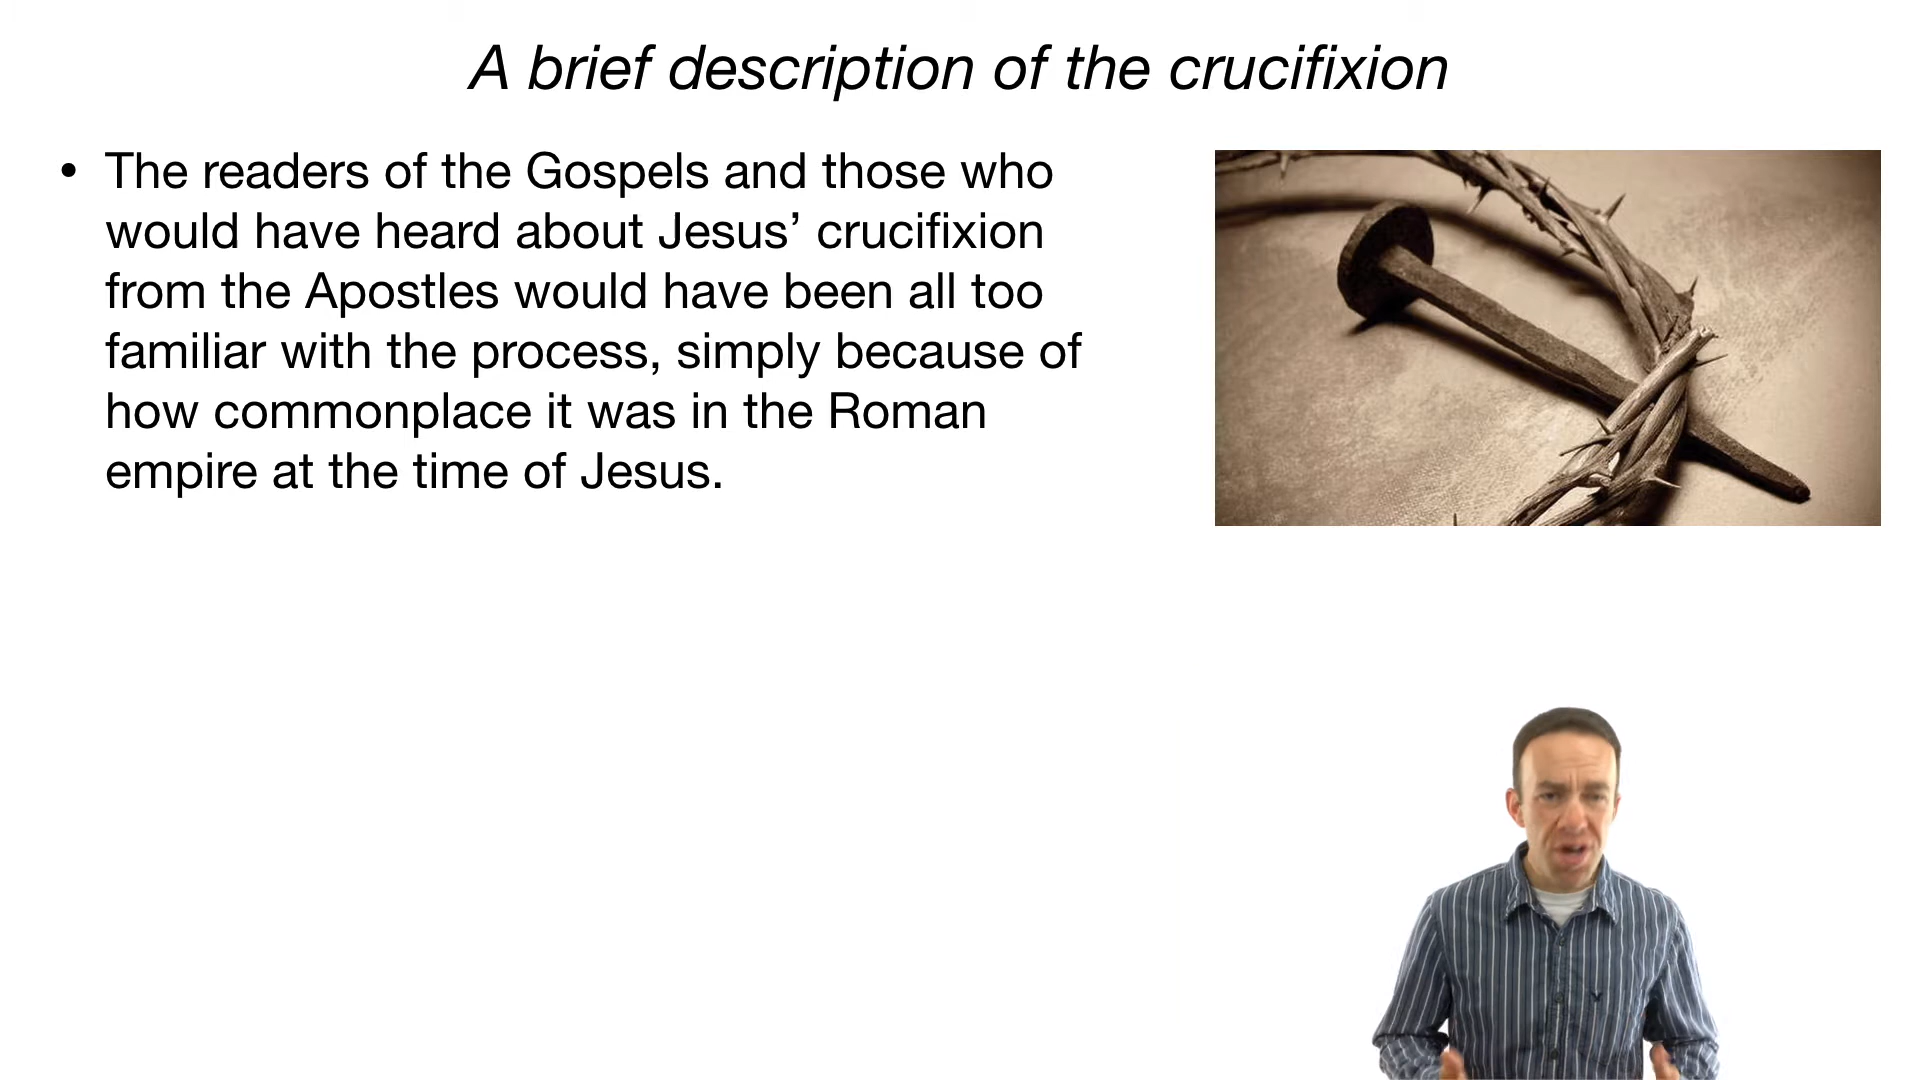 A brief description of the crucifixion
• The readers of the Gospels and those who
would have heard about Jesus’ crucifixion
from the Apostles would have been all too
familiar with the process, simply because of
how commonplace it was in the Roman
empire at the time of Jesus.